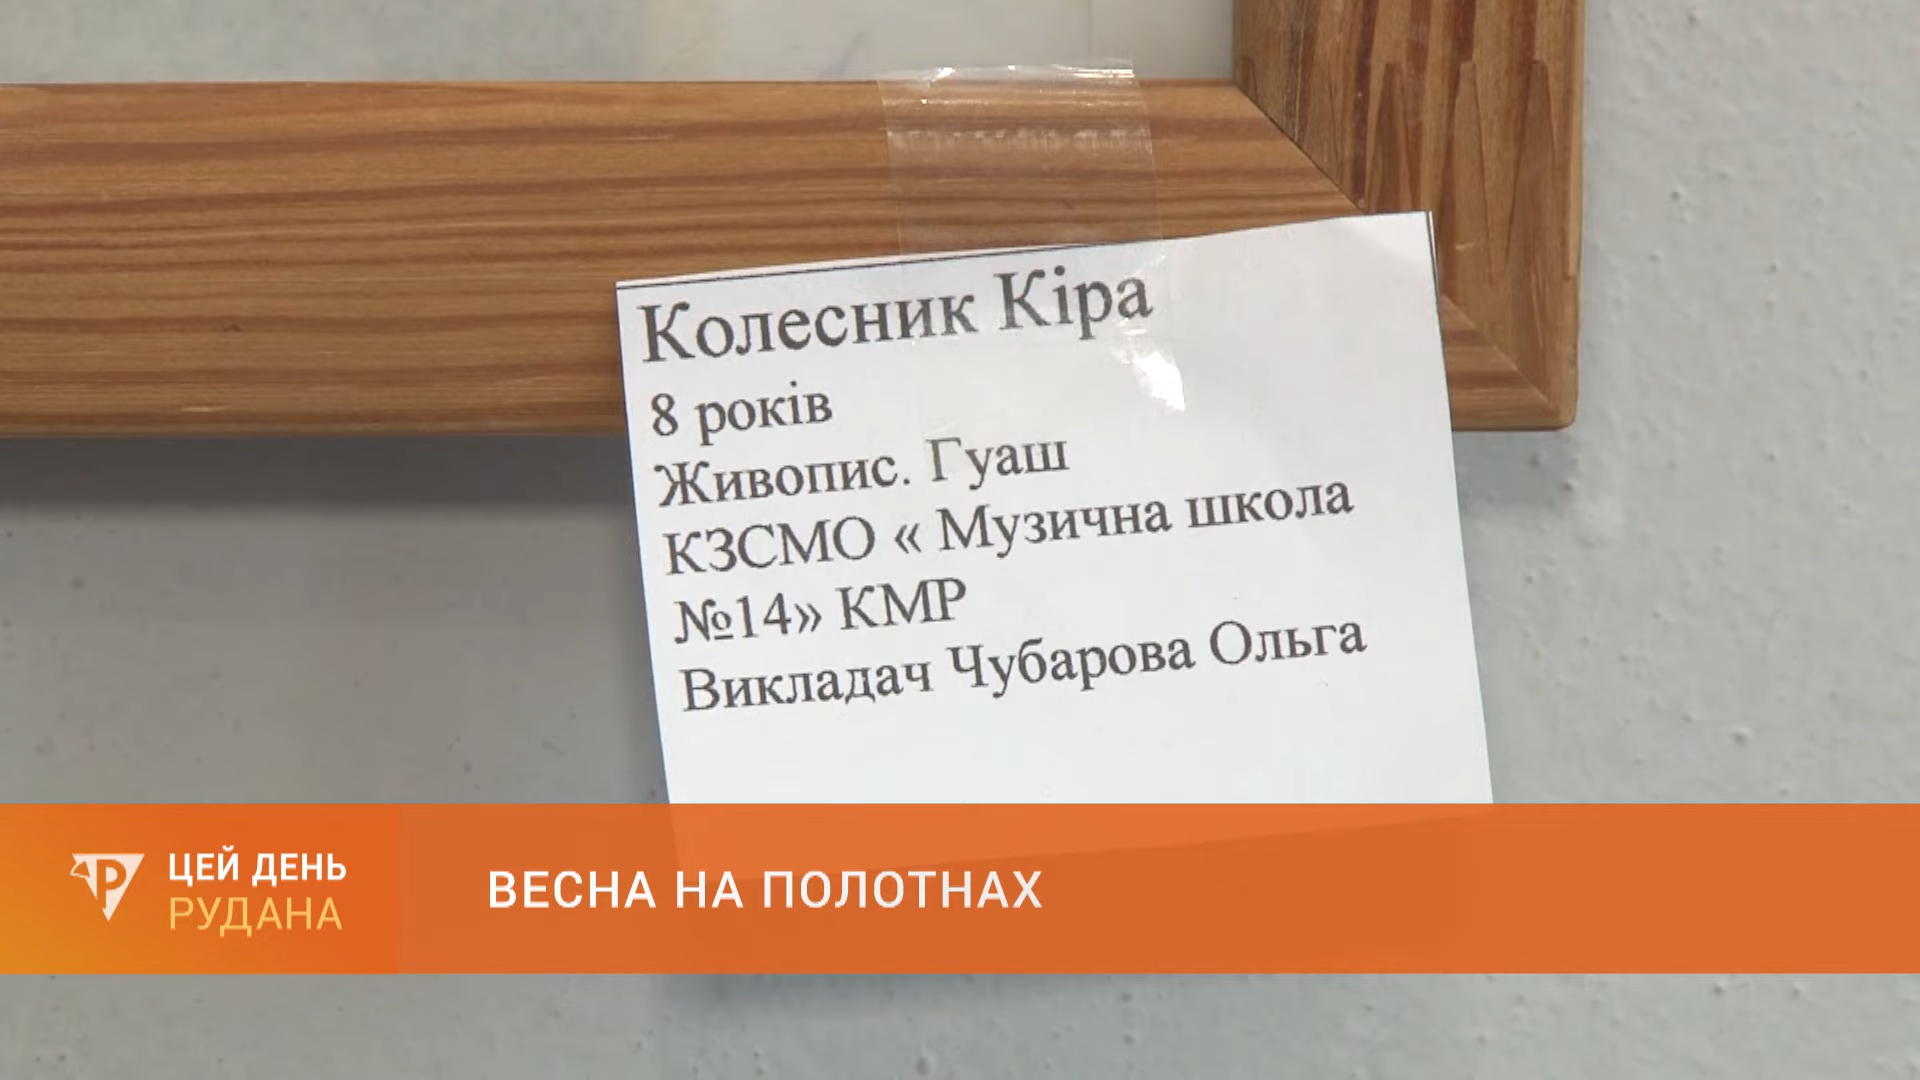 Колесник Кіра
8 років
Живопис. Гуаш
КЗСМО « Музична школа
№14» КМР
Викладач Чубарова Ольга
ЦЕЙ ДЕНЬ
РУДАНА
ВЕСНА НА ПОЛОТНАХ